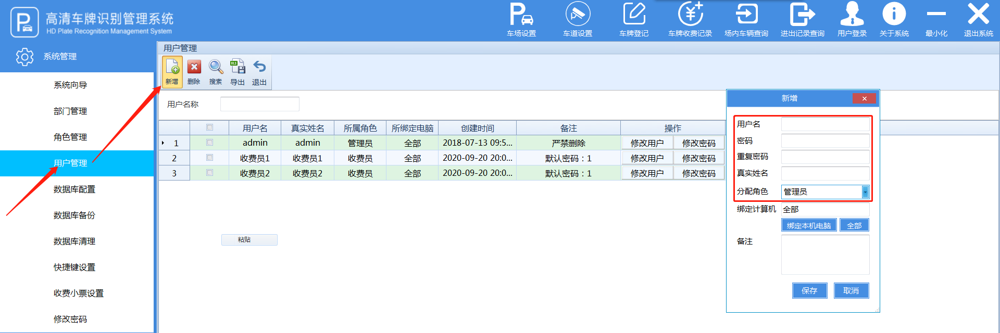 高清车牌识别管理系统
HD Plate Recognition Management System
车场设置
车道设置
车牌登记
车牌收费记录
场内车辆查询
进出记录查询
用户登录
关于系统
最小化
退出系统
系统管理
系统向导
部门管理
角色管理
用户管理
数据库配置
数据库备份
数据库清理
快捷键设置
收费小票设置
修改密码
用户管理
新增
删除
搜索
导出
退出
用户名称
用户名 真实姓名 所属角色 所绑定电脑 创建时间 备注 操作
1 admin admin 管理员 全部 2018-07-13 09:5... 严禁删除 修改用户 修改密码
2 收费员1 收费员1 收费员 全部 2020-09-20 20:0... 默认密码：1 修改用户 修改密码
3 收费员2 收费员2 收费员 全部 2020-09-20 20:0... 默认密码：1 修改用户 修改密码
粘贴
新增
用户名
密码
重复密码
真实姓名
分配角色 管理员
绑定计算机 全部
绑定本机电脑 全部
备注
保存 取消